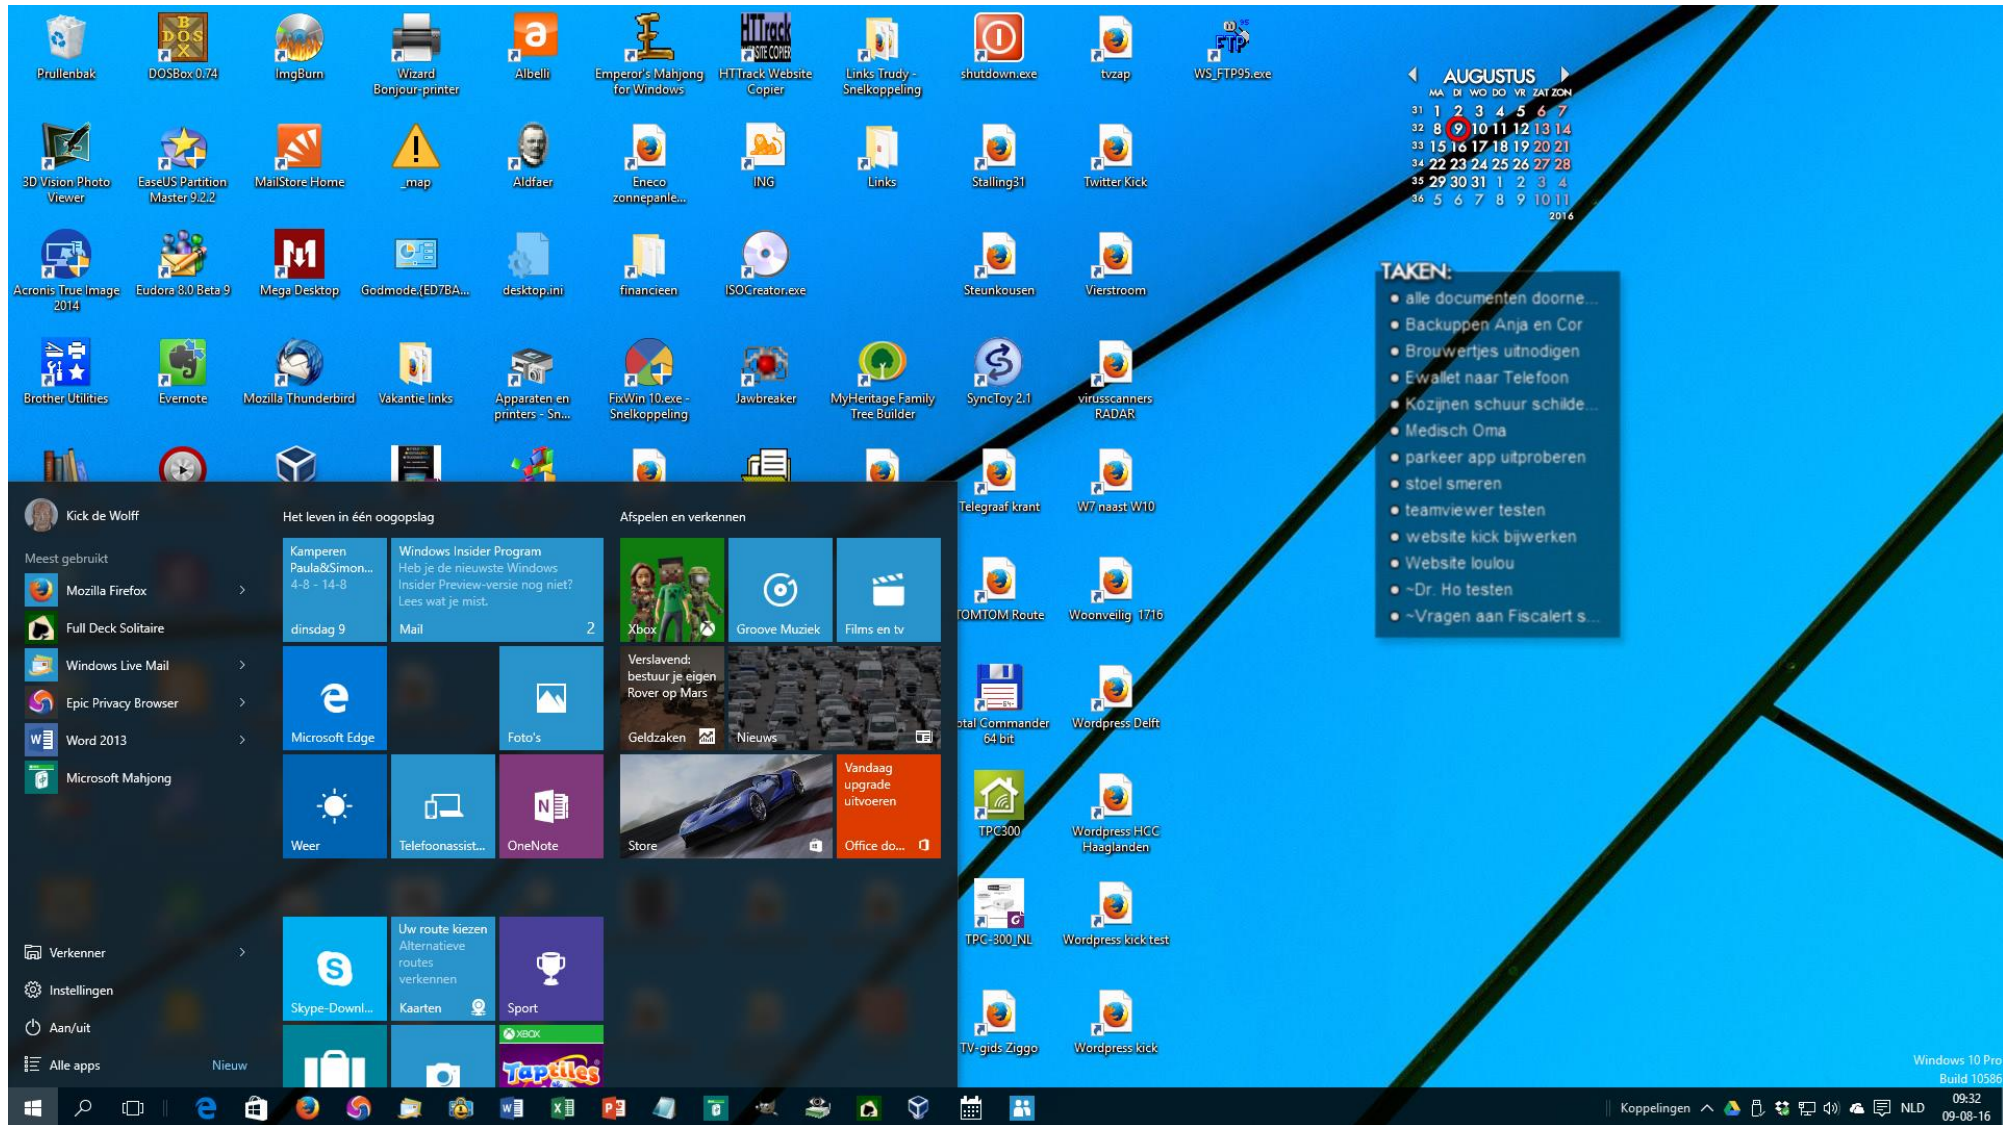 Prullenbak
DOSBox 0.74
ImgBurn
Wizard
Bonjour-printer
Albelli
Emperor's Mahjong
for Windows
HTTrack Website
Copier
Links Trudy -
Snelkoppeling
shutdown.exe
tvzap
WS_FTP95.exe
3D Vision Photo
Viewer
EaseUS Partition
Master 9.2.2
MailStore Home
_map
Aldfaer
Eneco
zonnepanle...
ING
Links
Stalling31
Twitter Kick
Acronis True Image
2014
Eudora 8.0 Beta 9
Mega Desktop
Godmode.{ED7BA...
desktop.ini
financieen
ISOCreator.exe
Steunkousen
Vierstroom
Brother Utilities
Evernote
Mozilla Thunderbird
Vakantie links
Apparaten en
printers - Sn...
FixWin 10.exe -
Snelkoppeling
Jawbreaker
MyHeritage Family
Tree Builder
SyncToy 2.1
virusscanners
RADAR
Telegraaf krant
W7 naast W10
TOMTOM Route
Woonveilig 1716
otal Commander
64 bit
Wordpress Delft
TPC300
Wordpress HCC
Haaglanden
TPC-300_NL
Wordpress kick test
TV-gids Ziggo
Wordpress kick
AUGUSTUS
MA DI WO DO VR ZAT ZON
31 1 2 3 4 5 6 7
32 8 9 10 11 12 13 14
33 15 16 17 18 19 20 21
34 22 23 24 25 26 27 28
35 29 30 31 1 2 3 4
36 5 6 7 8 9 10 11
2016
TAKEN:
alle documenten doorne...
Backuppen Anja en Cor
Brouwertjes uitnodigen
Ewallet naar Telefoon
Kozijnen schuur schilde...
Medisch Oma
parkeer app uitproberen
stoel smeren
teamviewer testen
website kick bijwerken
Website loulou
~Dr. Ho testen
~Vragen aan Fiscalert s...
Kick de Wolff
Meest gebruikt
Mozilla Firefox
Full Deck Solitaire
Windows Live Mail
Epic Privacy Browser
Word 2013
Microsoft Mahjong
Verkenner
Instellingen
Aan/uit
Alle apps Nieuw
Het leven in één oogopslag
Kamperen
Paula&Simon...
4-8 - 14-8
dinsdag 9
Windows Insider Program
Heb je de nieuwste Windows
Insider Preview-versie nog niet?
Lees wat je mist.
Mail 2
Microsoft Edge
Foto's
Weer
Telefoonassist...
OneNote
Skype-Downl...
Uw route kiezen
Alternatieve
routes
verkennen
Kaarten
Sport
XBOX
Taptiles
Afspelen en verkennen
Xbox
Groove Muziek
Films en tv
Verslavend:
bestuur je eigen
Rover op Mars
Geldzaken
Nieuws
Store
Vandaag
upgrade
uitvoeren
Office do...
Windows 10 Pro
Build 10586
Koppelingen
NLD
09:32
09-08-16